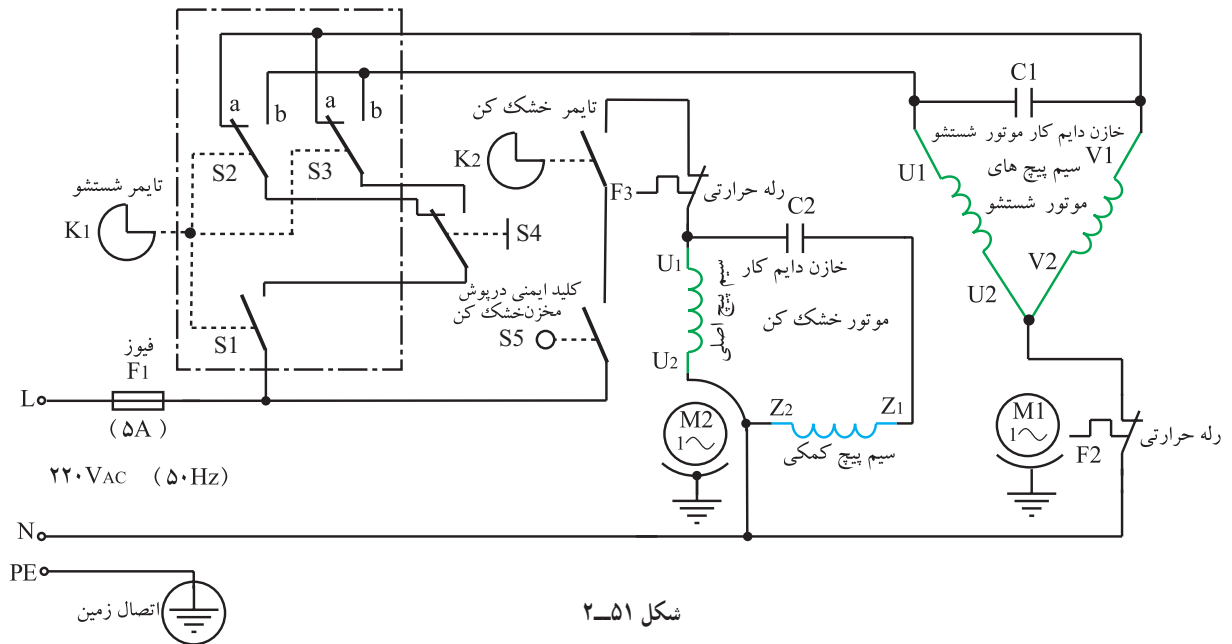 C1
a
b
a
b
تایمر خشک کن
خازن دایم کار موتور شستشو
K2
S2
S3
V1
U1
سیم پیچ های
موتور شستشو
تایمر شستشو
F3
رله حرارتی
C2
K1
S4
U1
خازن دایم کار
V2
U2
سیم پیچ اصلی
کلید ایمنی درپوش
مخزن خشک کن
موتور خشک کن
S1
S5
U2
فیوز
F1
L
(۵A)
M2
1~
Z2
Z1
M1
1~
رله حرارتی
F2
سیم پیچ کمکی
۲۲۰VAC (۵۰Hz)
N
PE
اتصال زمین
شکل ۵۱ــ۲